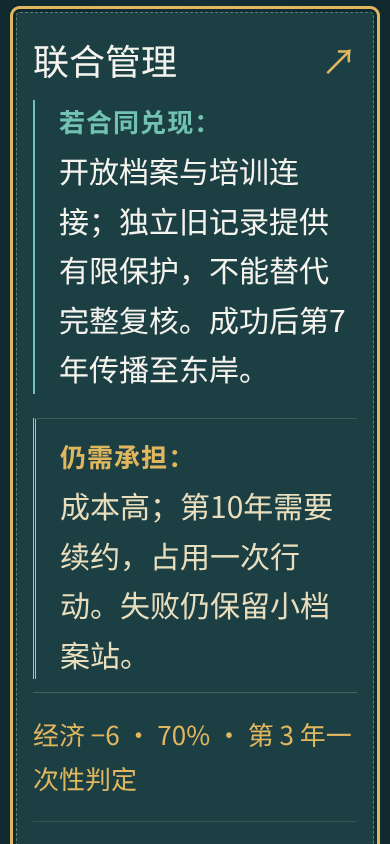 联合管理
若合同兑现：
开放档案与培训连
接；独立旧记录提供
有限保护，不能替代
完整复核。成功后第7
年传播至东岸。
仍需承担：
成本高；第10年需要
续约，占用一次行
动。失败仍保留小档
案站。
经济 −6 · 70% · 第 3 年一
次性判定